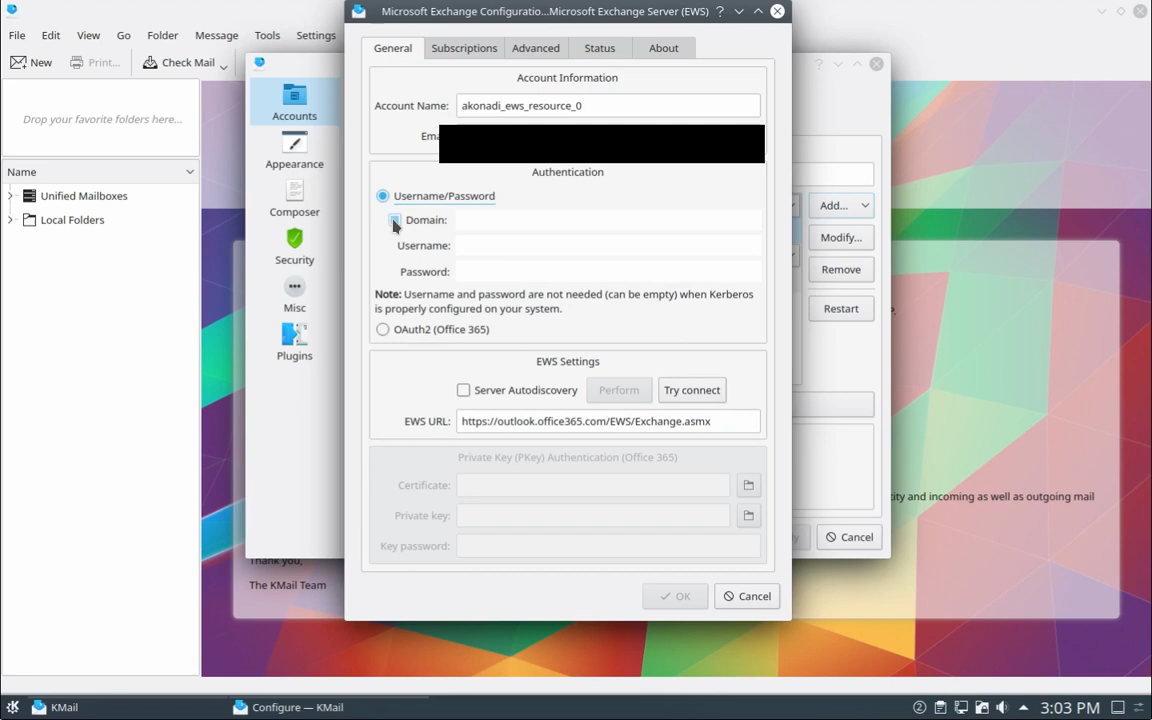 Microsoft Exchange Configuratio...Microsoft Exchange Server (EWS)
File Edit View Go Folder Message Tools Settings
New Print... Check Mail
General Subscriptions Advanced Status About
Account Information
Account Name: akonadi_ews_resource_0
Authentication
Username/Password
Domain:
Username:
Password:
Note: Username and password are not needed (can be empty) when Kerberos
is properly configured on your system.
OAuth2 (Office 365)
EWS Settings
Server Autodiscovery Perform Try connect
EWS URL: https://outlook.office365.com/EWS/Exchange.asmx
Private Key (PKey) Authentication (Office 365)
Certificate:
Private key:
Key password:
OK Cancel
Drop your favorite folders here...
Name
Unified Mailboxes
Local Folders
Accounts
Appearance
Composer
Security
Misc
Plugins
Add...
Modify...
Remove
Restart
Cancel
and incoming as well as outgoing mail
Thank you,
The KMail Team
KMail
Configure — KMail
2
3:03 PM